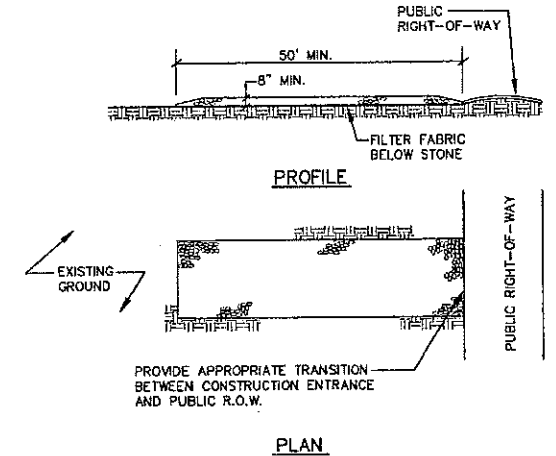 PUBLIC
RIGHT-OF-WAY
50' MIN.
8" MIN.
FILTER FABRIC
BELOW STONE
PROFILE
EXISTING
GROUND
PUBLIC RIGHT-OF-WAY
PROVIDE APPROPRIATE TRANSITION
BETWEEN CONSTRUCTION ENTRANCE
AND PUBLIC R.O.W.
PLAN